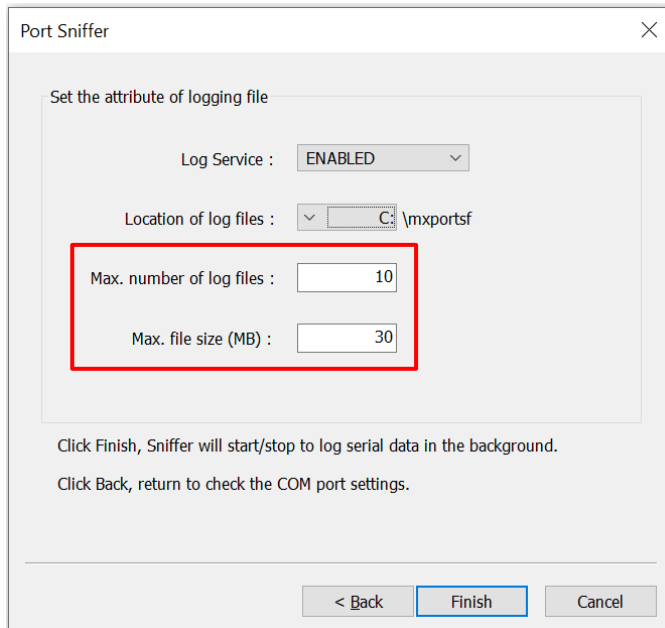 Port Sniffer
Set the attribute of logging file
Log Service : ENABLED
Location of log files : C: \mxportsf
Max. number of log files : 10
Max. file size (MB) : 30
Click Finish, Sniffer will start/stop to log serial data in the background.
Click Back, return to check the COM port settings.
< Back Finish Cancel